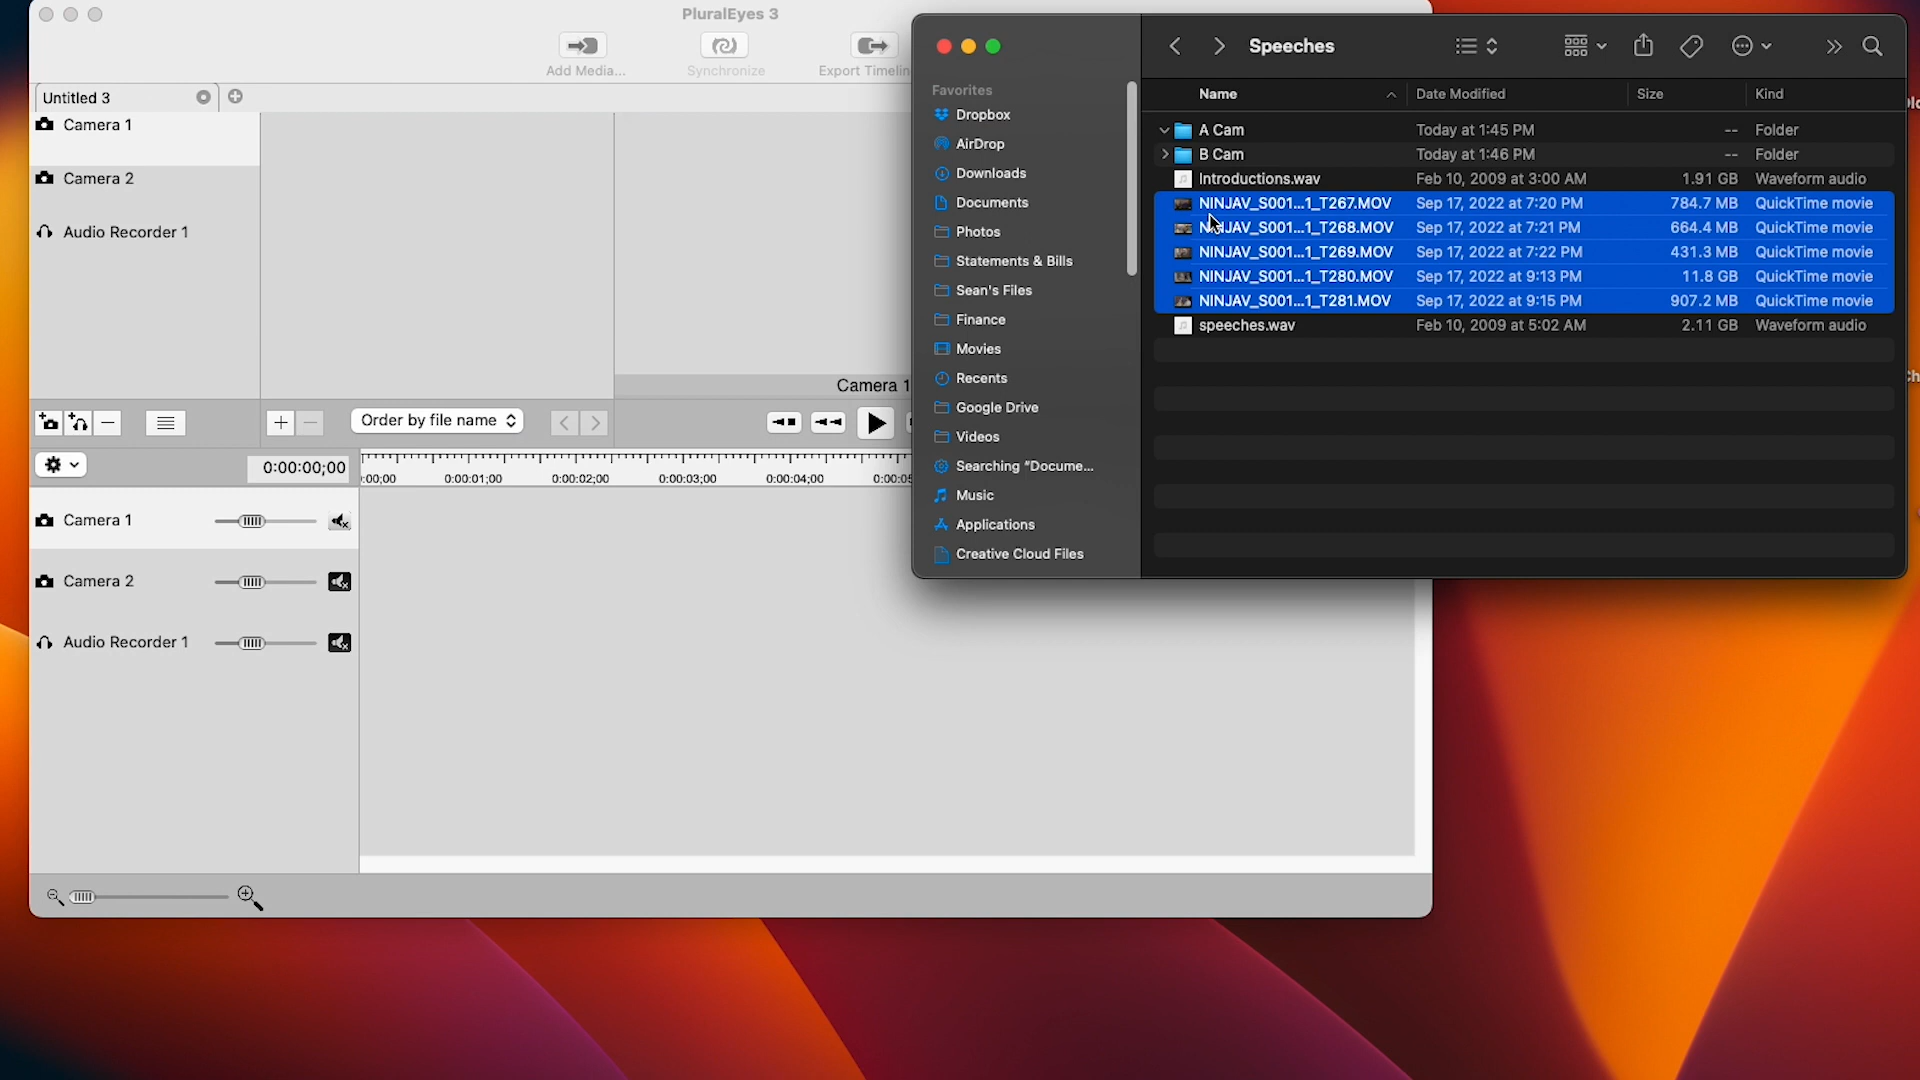 PluralEyes 3
Add Media...
Synchronize
Export Timelin
Untitled 3
Camera 1
Camera 2
Audio Recorder 1
Camera 1
Order by file name
0:00:00;00
:00;00
0:00:01;00
0:00:02;00
0:00:03;00
0:00:04;00
0:00:05
Camera 1
Camera 2
Audio Recorder 1
Speeches
Favorites
Dropbox
AirDrop
Downloads
Documents
Photos
Statements & Bills
Sean's Files
Finance
Movies
Recents
Google Drive
Videos
Searching "Docume...
Music
Applications
Creative Cloud Files
Name Date Modified Size Kind
A Cam Today at 1:45 PM -- Folder
B Cam Today at 1:46 PM -- Folder
Introductions.wav Feb 10, 2009 at 3:00 AM 1.91 GB Waveform audio
NINJAV_S001...1_T267.MOV Sep 17, 2022 at 7:20 PM 784.7 MB QuickTime movie
NINJAV_S001...1_T268.MOV Sep 17, 2022 at 7:21 PM 664.4 MB QuickTime movie
NINJAV_S001...1_T269.MOV Sep 17, 2022 at 7:22 PM 431.3 MB QuickTime movie
NINJAV_S001...1_T280.MOV Sep 17, 2022 at 9:13 PM 11.8 GB QuickTime movie
NINJAV_S001...1_T281.MOV Sep 17, 2022 at 9:15 PM 907.2 MB QuickTime movie
speeches.wav Feb 10, 2009 at 5:02 AM 2.11 GB Waveform audio